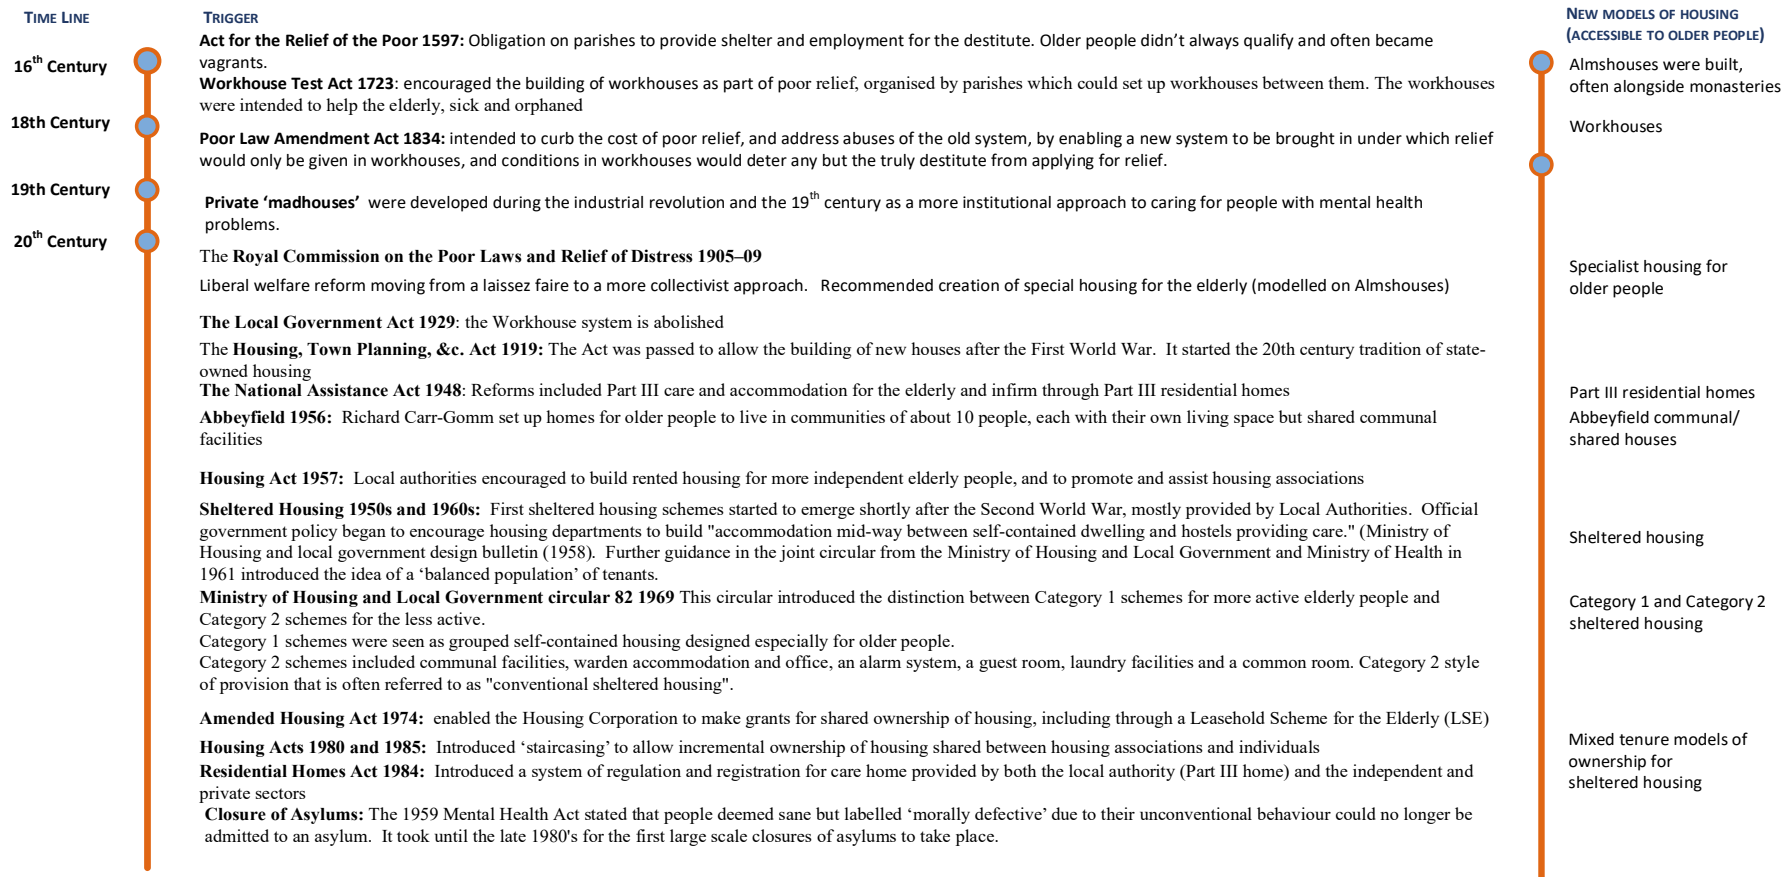 TIME LINE
16th Century
18th Century
19th Century
20th Century
TRIGGER
Act for the Relief of the Poor 1597: Obligation on parishes to provide shelter and employment for the destitute. Older people didn’t always qualify and often became
vagrants.
Workhouse Test Act 1723: encouraged the building of workhouses as part of poor relief, organised by parishes which could set up workhouses between them. The workhouses
were intended to help the elderly, sick and orphaned
Poor Law Amendment Act 1834: intended to curb the cost of poor relief, and address abuses of the old system, by enabling a new system to be brought in under which relief
would only be given in workhouses, and conditions in workhouses would deter any but the truly destitute from applying for relief.
Private ‘madhouses’ were developed during the industrial revolution and the 19th century as a more institutional approach to caring for people with mental health
problems.
The Royal Commission on the Poor Laws and Relief of Distress 1905–09
Liberal welfare reform moving from a laissez faire to a more collectivist approach. Recommended creation of special housing for the elderly (modelled on Almshouses)
The Local Government Act 1929: the Workhouse system is abolished
The Housing, Town Planning, &c. Act 1919: The Act was passed to allow the building of new houses after the First World War. It started the 20th century tradition of state-
owned housing
The National Assistance Act 1948: Reforms included Part III care and accommodation for the elderly and infirm through Part III residential homes
Abbeyfield 1956: Richard Carr-Gomm set up homes for older people to live in communities of about 10 people, each with their own living space but shared communal
facilities
Housing Act 1957: Local authorities encouraged to build rented housing for more independent elderly people, and to promote and assist housing associations
Sheltered Housing 1950s and 1960s: First sheltered housing schemes started to emerge shortly after the Second World War, mostly provided by Local Authorities. Official
government policy began to encourage housing departments to build "accommodation mid-way between self-contained dwelling and hostels providing care." (Ministry of
Housing and local government design bulletin (1958). Further guidance in the joint circular from the Ministry of Housing and Local Government and Ministry of Health in
1961 introduced the idea of a ‘balanced population’ of tenants.
Ministry of Housing and Local Government circular 82 1969 This circular introduced the distinction between Category 1 schemes for more active elderly people and
Category 2 schemes for the less active.
Category 1 schemes were seen as grouped self-contained housing designed especially for older people.
Category 2 schemes included communal facilities, warden accommodation and office, an alarm system, a guest room, laundry facilities and a common room. Category 2 style
of provision that is often referred to as "conventional sheltered housing".
Amended Housing Act 1974: enabled the Housing Corporation to make grants for shared ownership of housing, including through a Leasehold Scheme for the Elderly (LSE)
Housing Acts 1980 and 1985: Introduced ‘staircasing’ to allow incremental ownership of housing shared between housing associations and individuals
Residential Homes Act 1984: Introduced a system of regulation and registration for care home provided by both the local authority (Part III home) and the independent and
private sectors
Closure of Asylums: The 1959 Mental Health Act stated that people deemed sane but labelled ‘morally defective’ due to their unconventional behaviour could no longer be
admitted to an asylum. It took until the late 1980's for the first large scale closures of asylums to take place.
NEW MODELS OF HOUSING
(ACCESSIBLE TO OLDER PEOPLE)
Almshouses were built,
often alongside monasteries
Workhouses
Specialist housing for
older people
Part III residential homes
Abbeyfield communal/
shared houses
Sheltered housing
Category 1 and Category 2
sheltered housing
Mixed tenure models of
ownership for
sheltered housing